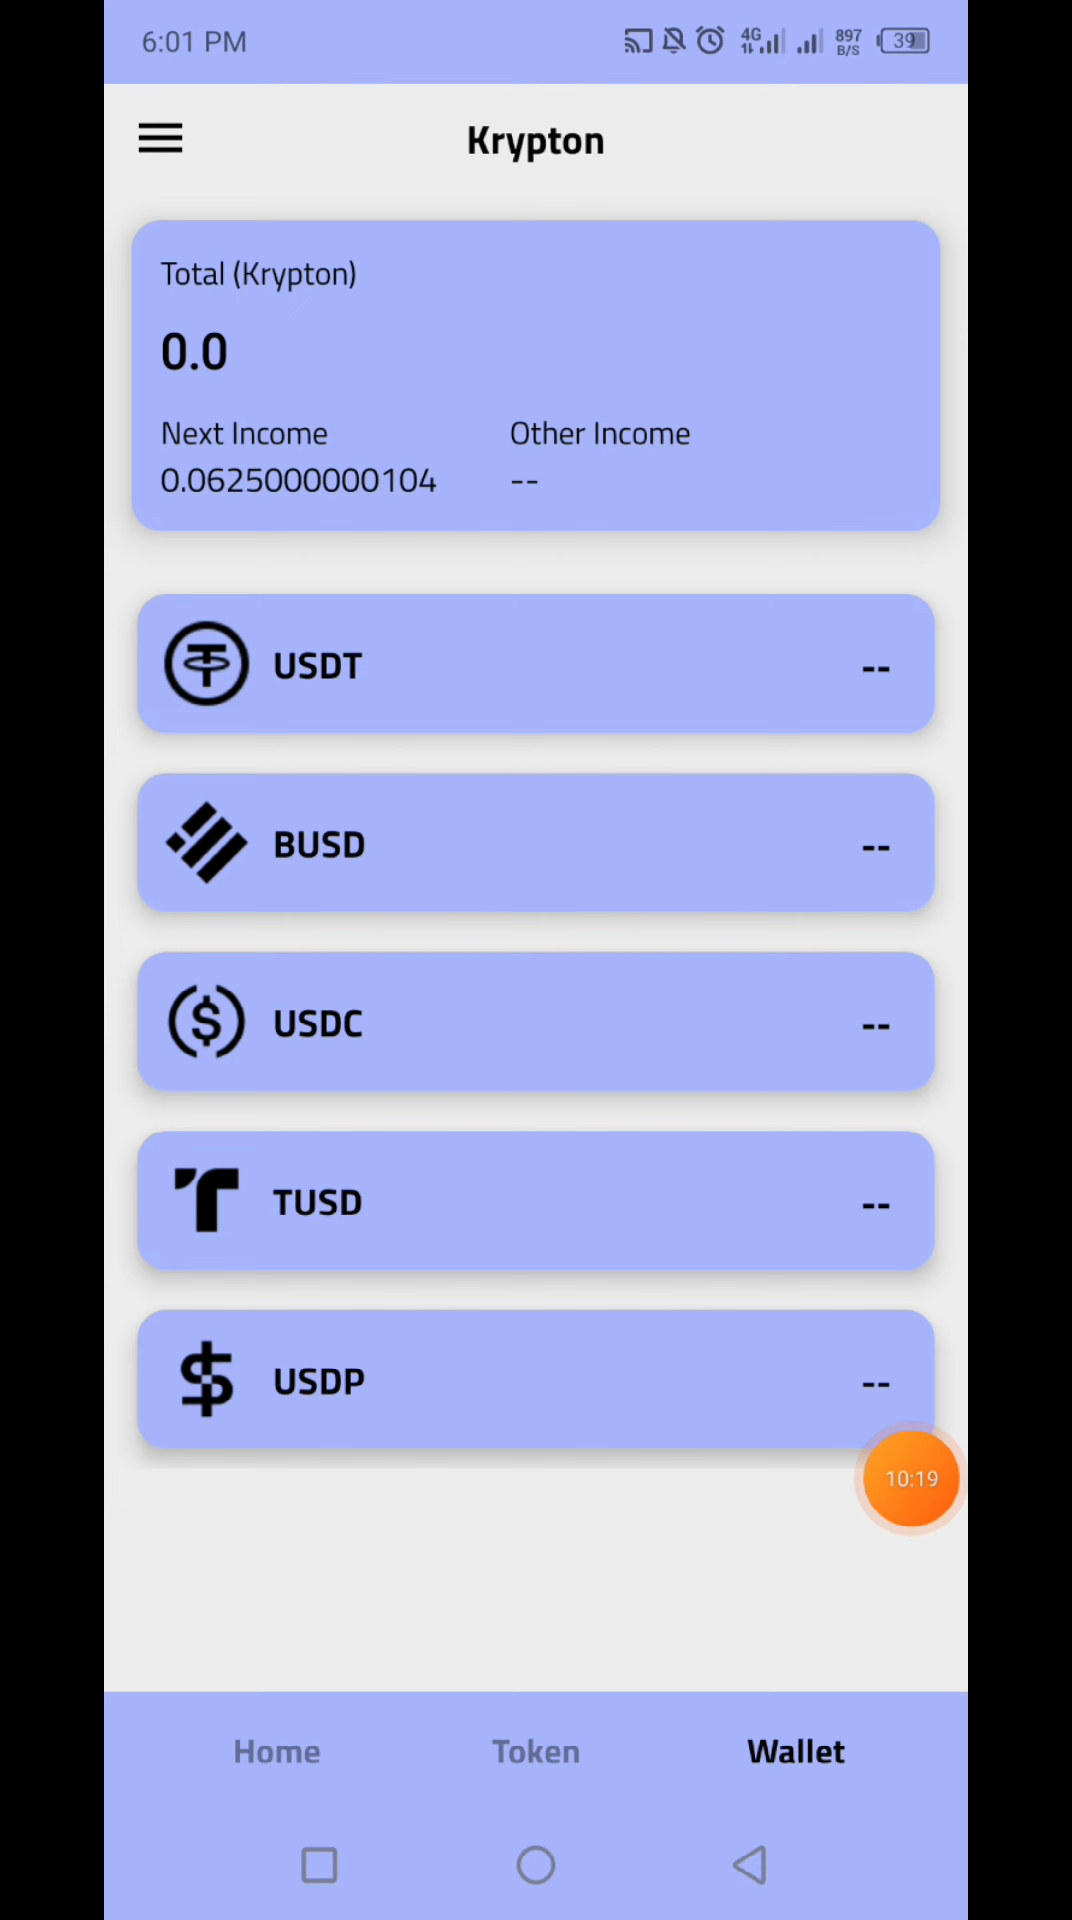 6:01 PM
4G
897
B/S
39
Krypton
Total (Krypton)
0.0
Next Income
Other Income
0.0625000000104
--
USDT
--
BUSD
--
USDC
--
TUSD
--
USDP
--
10:19
Home
Token
Wallet